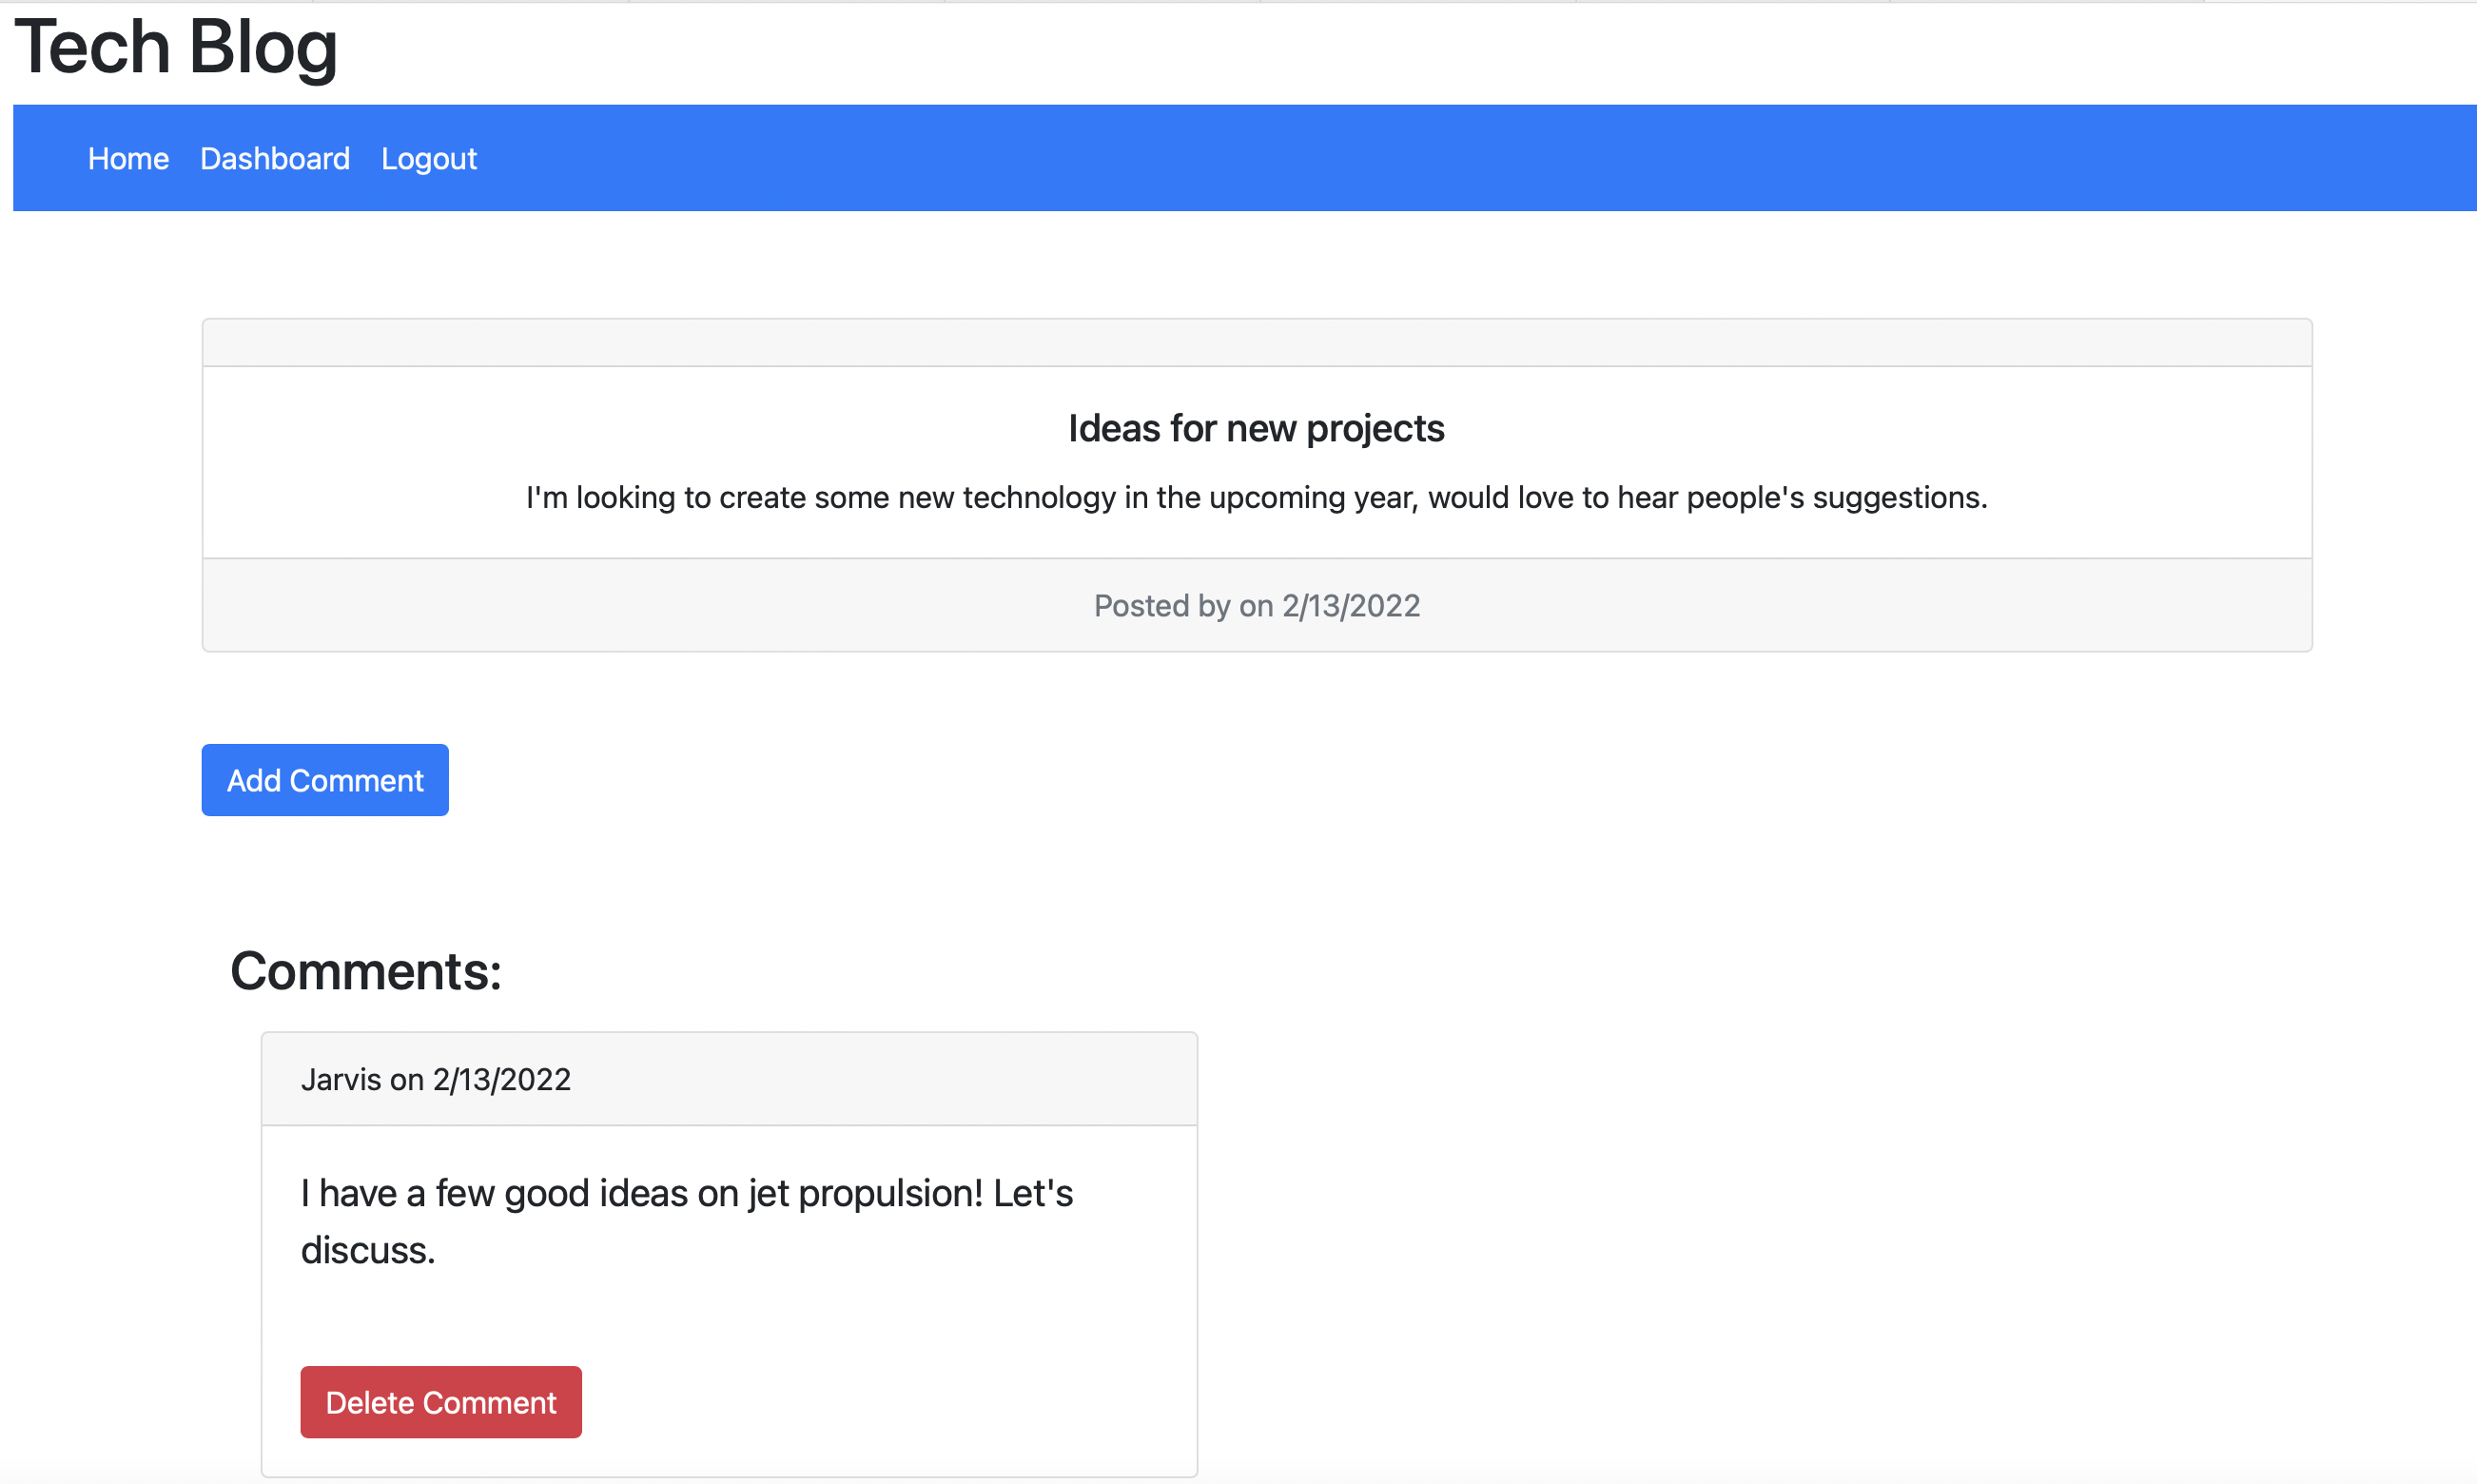 Tech Blog
Home Dashboard Logout
Ideas for new projects
I'm looking to create some new technology in the upcoming year, would love to hear people's suggestions.
Posted by on 2/13/2022
Add Comment
Comments:
Jarvis on 2/13/2022
I have a few good ideas on jet propulsion! Let's
discuss.
Delete Comment